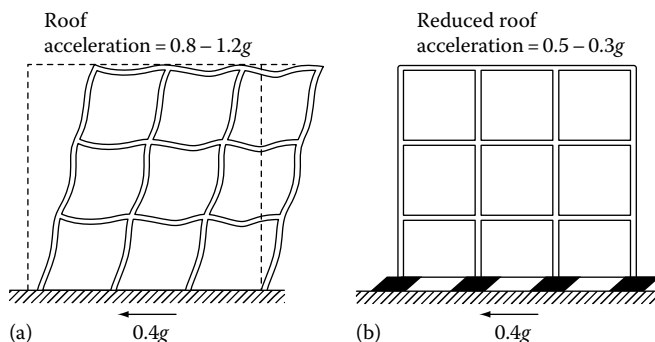 Roof
acceleration = 0.8 – 1.2g
Reduced roof
acceleration = 0.5 – 0.3g
(a)
0.4g
(b)
0.4g